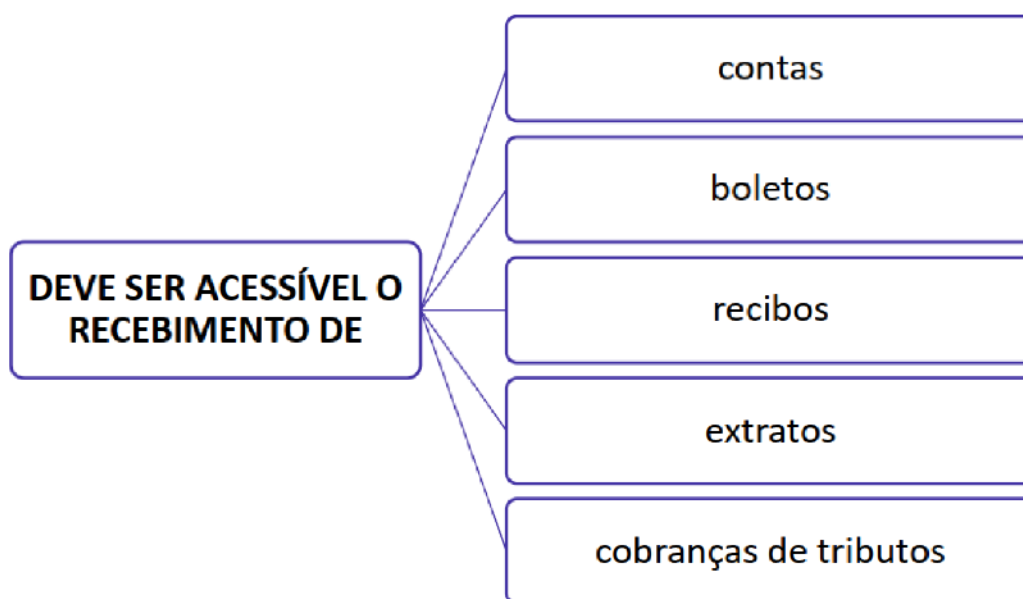 DEVE SER ACESSÍVEL O
RECEBIMENTO DE
contas
boletos
recibos
extratos
cobranças de tributos